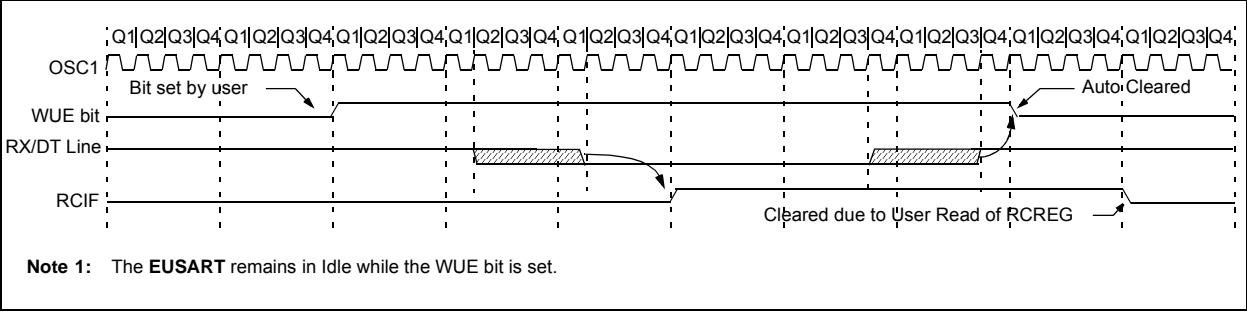 Q1 Q2 Q3 Q4 Q1 Q2 Q3 Q4 Q1 Q2 Q3 Q4 Q1 Q2 Q3 Q4 Q1 Q2 Q3 Q4 Q1 Q2 Q3 Q4 Q1 Q2 Q3 Q4 Q1 Q2 Q3 Q4 Q1 Q2 Q3 Q4 Q1 Q2 Q3 Q4
OSC1
Bit set by user
Auto Cleared
WUE bit
RX/DT Line
RCIF
Cleared due to User Read of RCREG
Note 1: The EUSART remains in Idle while the WUE bit is set.